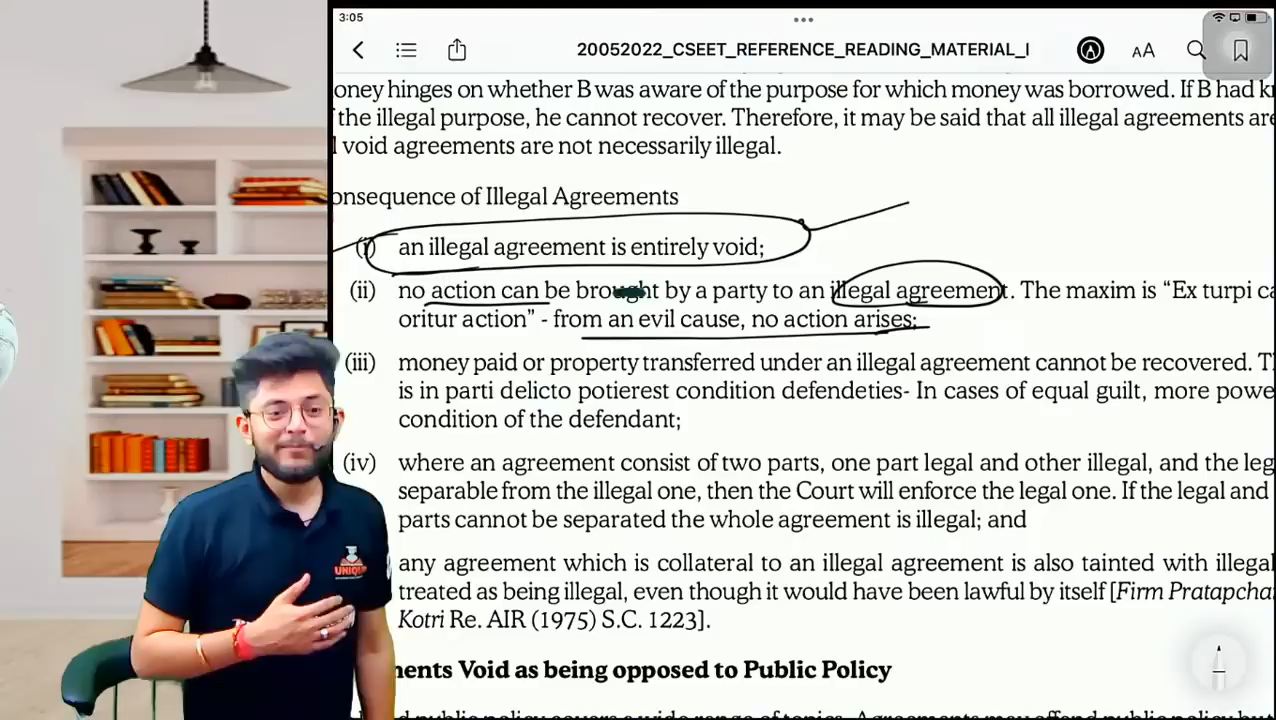 3:05
20052022_CSEET_REFERENCE_READING_MATERIAL_I
AA
oney hinges on whether B was aware of the purpose for which money was borrowed. If B had k
the illegal purpose, he cannot recover. Therefore, it may be said that all illegal agreements are
void agreements are not necessarily illegal.
onsequence of Illegal Agreements
(i) an illegal agreement is entirely void;
(ii) no action can be brought by a party to an illegal agreement. The maxim is “Ex turpi ca
oritur action” - from an evil cause, no action arises;
(iii) money paid or property transferred under an illegal agreement cannot be recovered. T
is in parti delicto potierest condition defendeties- In cases of equal guilt, more powe
condition of the defendant;
(iv) where an agreement consist of two parts, one part legal and other illegal, and the leg
separable from the illegal one, then the Court will enforce the legal one. If the legal and
parts cannot be separated the whole agreement is illegal; and
any agreement which is collateral to an illegal agreement is also tainted with illegal
treated as being illegal, even though it would have been lawful by itself [Firm Pratapcha
Kotri Re. AIR (1975) S.C. 1223].
UNIQUE
ments Void as being opposed to Public Policy